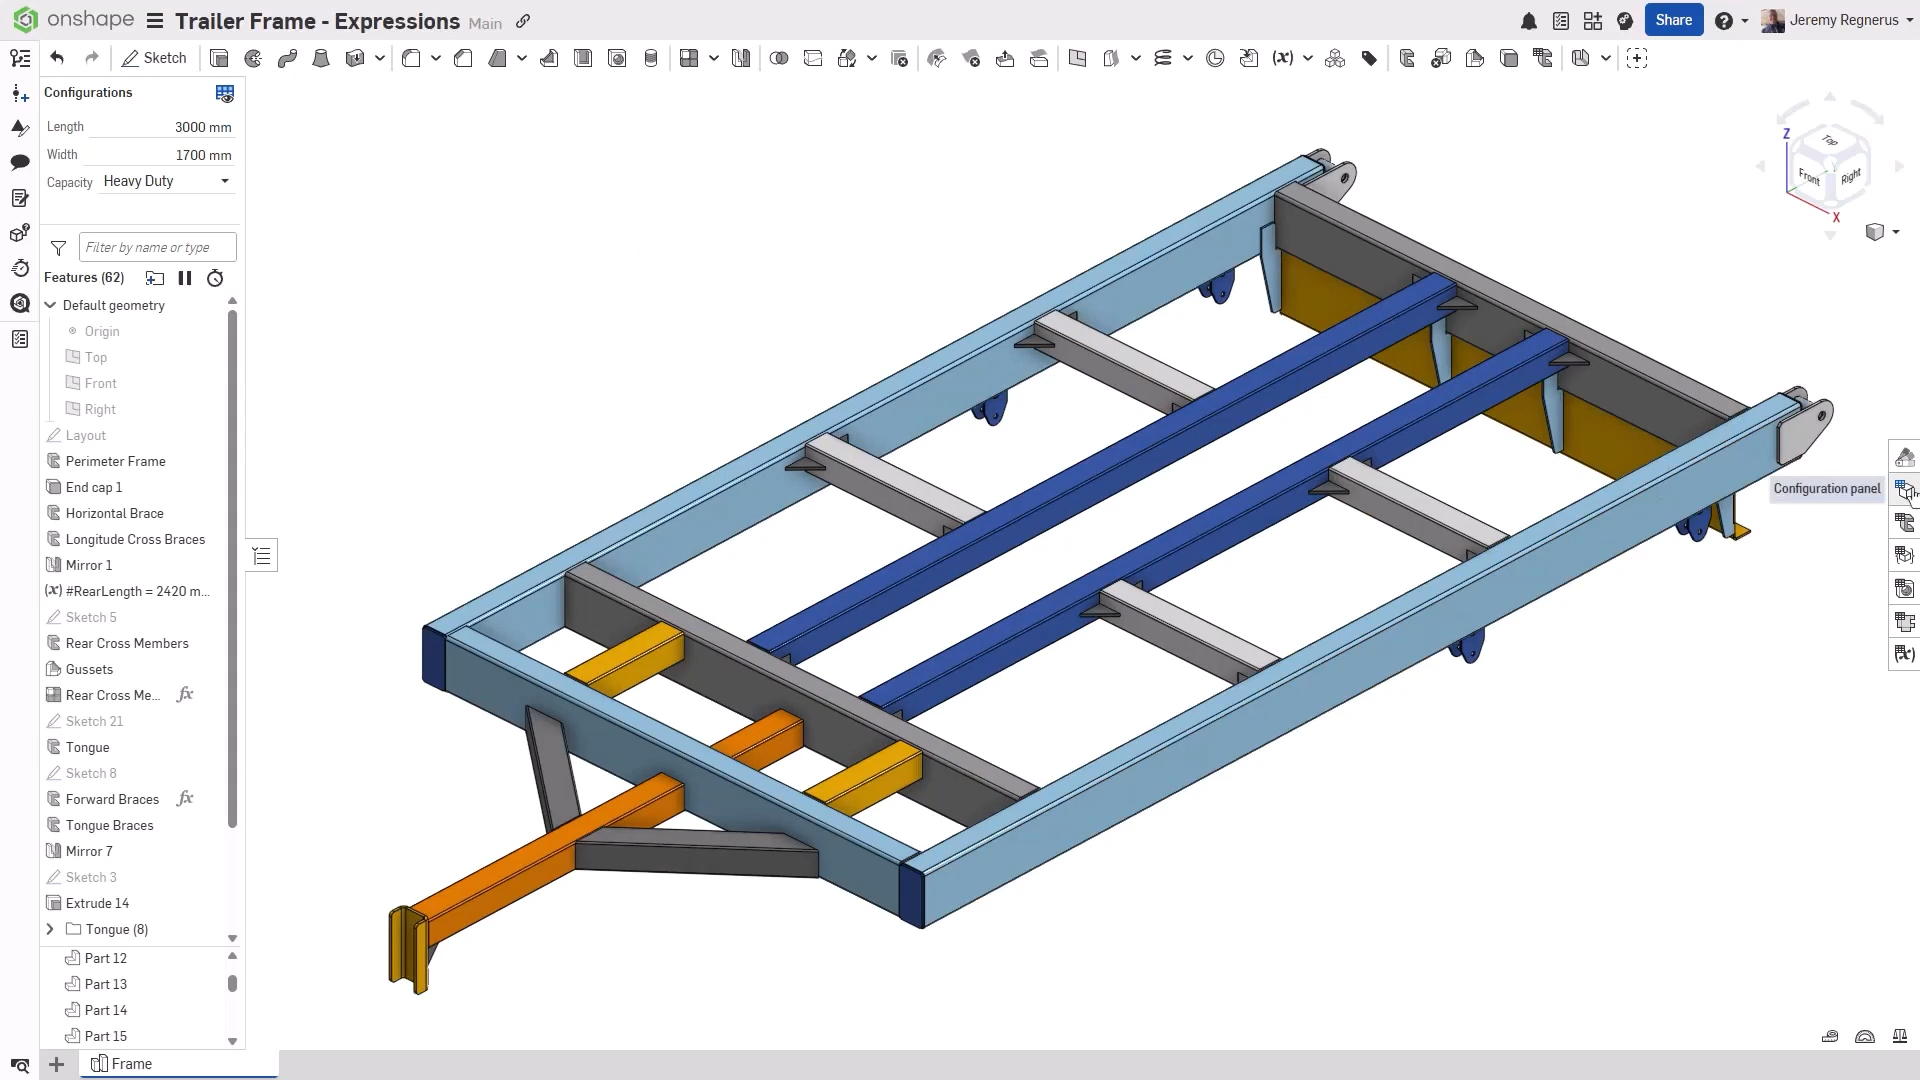 onshape
Trailer Frame - Expressions Main
Share
Jeremy Regnerus
Sketch
(x)
Configurations
Length 3000 mm
Width 1700 mm
Capacity Heavy Duty
Filter by name or type
Features (62)
Default geometry
Origin
Top
Front
Right
Layout
Perimeter Frame
End cap 1
Horizontal Brace
Longitude Cross Braces
Mirror 1
(x) #RearLength = 2420 m...
Sketch 5
Rear Cross Members
Gussets
Rear Cross Me... fx
Sketch 21
Tongue
Sketch 8
Forward Braces fx
Tongue Braces
Mirror 7
Sketch 3
Extrude 14
Tongue (8)
Part 12
Part 13
Part 14
Part 15
Frame
Z
Top
Front
Right
X
Configuration panel
(x)